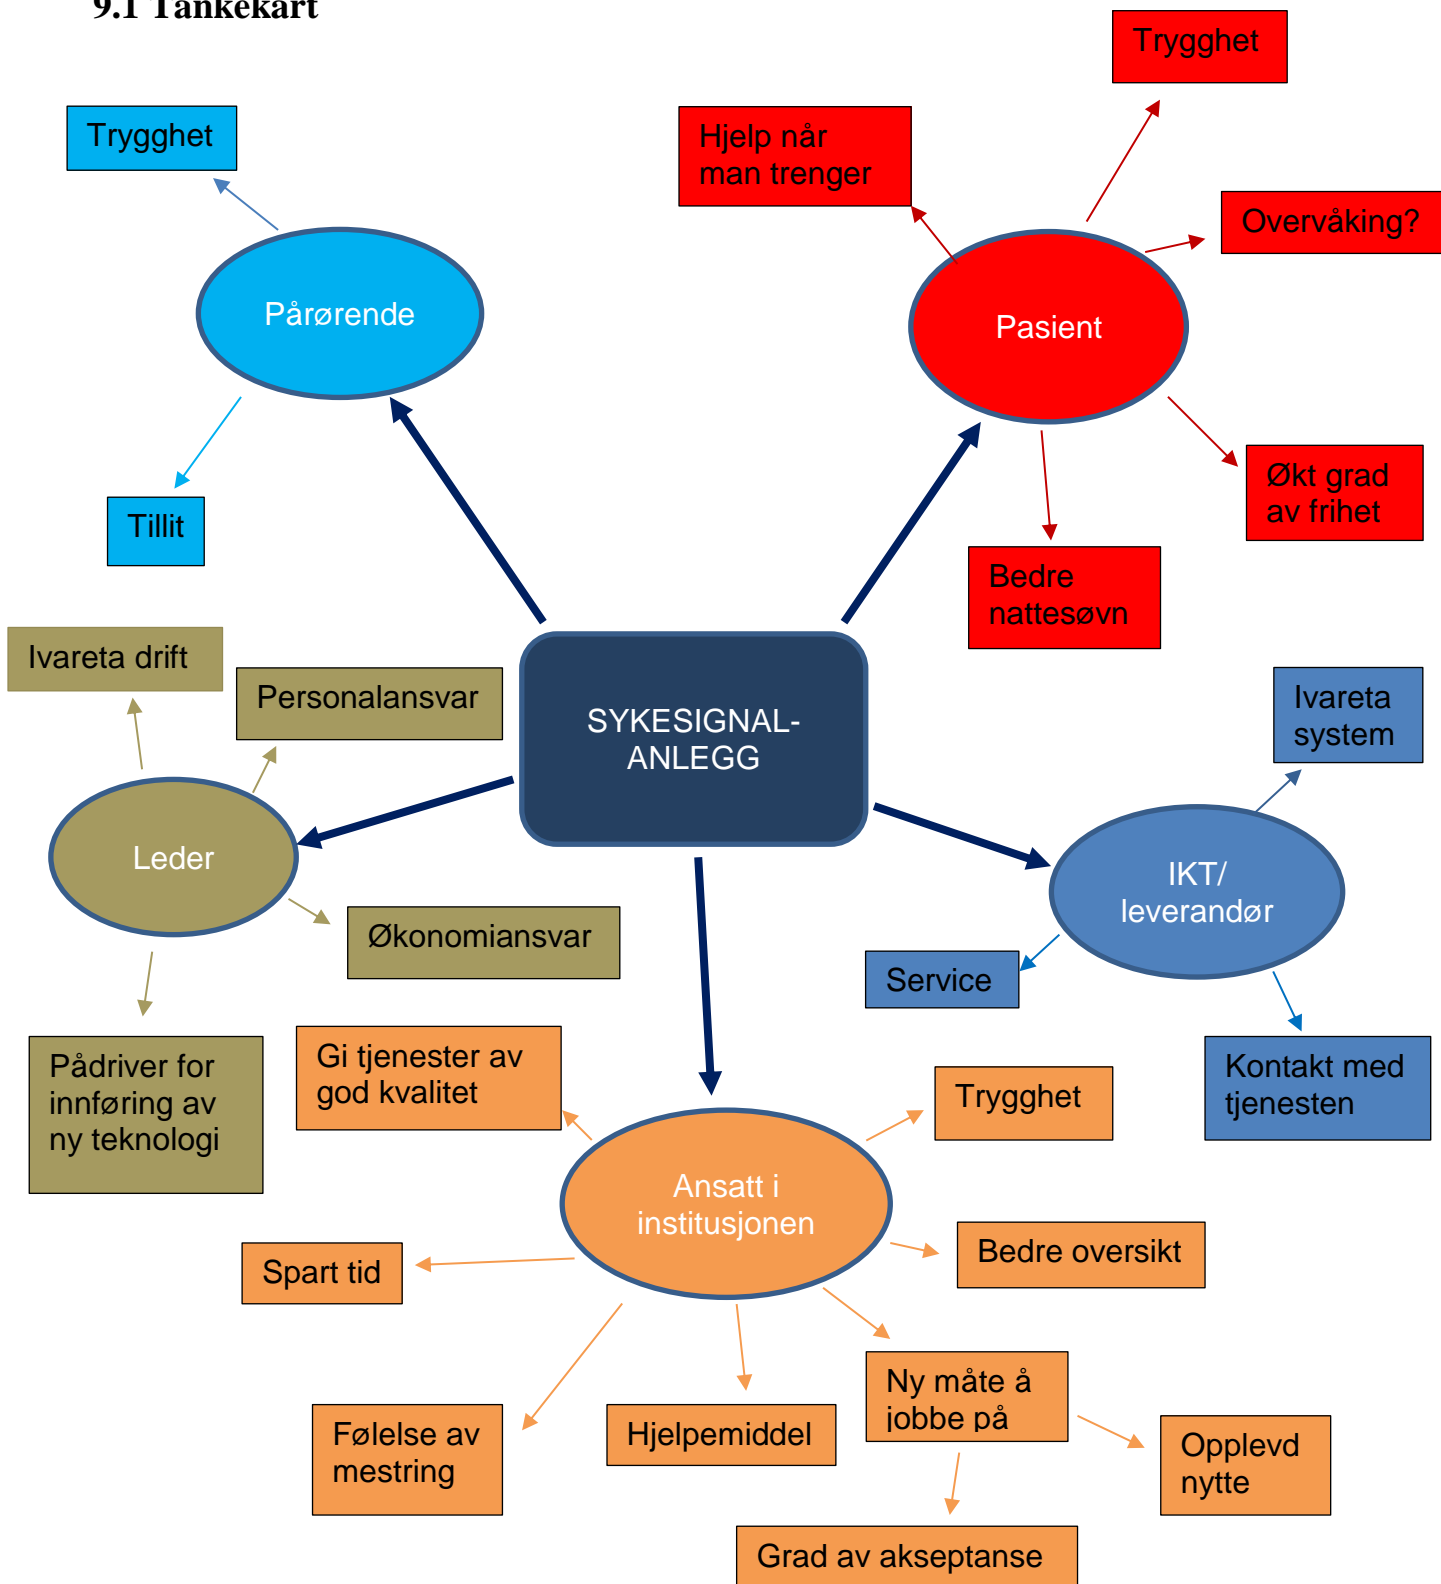 9.1 Tankekart
Trygghet
Trygghet
Hjelp når
man trenger
Overvåking?
Pårørende
Pasient
Tillit
Økt grad
av frihet
Bedre
nattesøvn
Ivareta drift
Personalansvar
SYKESIGNAL-
ANLEGG
Ivareta
system
Leder
IKT/
leverandør
Økonomiansvar
Service
Pådriver for
innføring av
ny teknologi
Gi tjenester av
god kvalitet
Trygghet
Kontakt med
tjenesten
Ansatt i
institusjonen
Spart tid
Bedre oversikt
Følelse av
mestring
Hjelpemiddel
Ny måte å
jobbe på
Opplevd
nytte
Grad av akseptanse